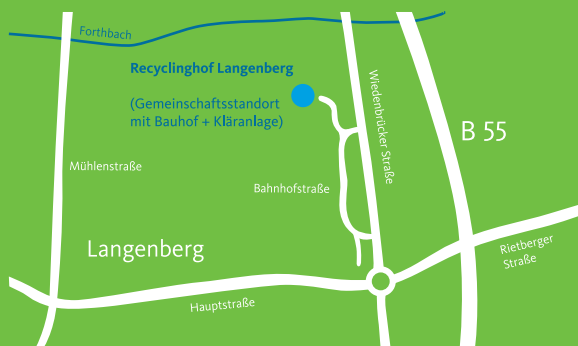 Forthbach
Recyclinghof Langenberg
(Gemeinschaftsstandort
mit Bauhof + Kläranlage)
Wiedenbrücker Straße
B 55
Mühlenstraße
Bahnhofstraße
Langenberg
Rietberger
Straße
Hauptstraße